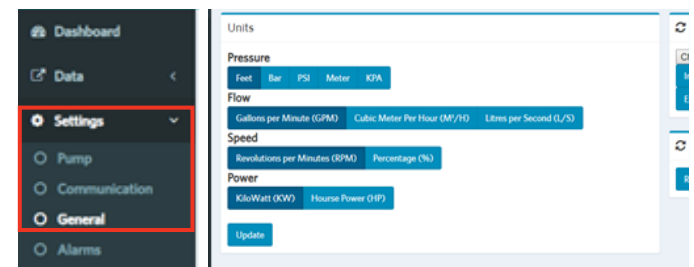 Dashboard
Data
Settings
Pump
Communication
General
Alarms
Units
Pressure
Feet Bar PSI Meter KPA
Flow
Gallons per Minute (GPM) Cubic Meter Per Hour (M³/H) Litres per Second (L/S)
Speed
Revolutions per Minutes (RPM) Percentage (%)
Power
KiloWatt (KW) Hourse Power (HP)
Update